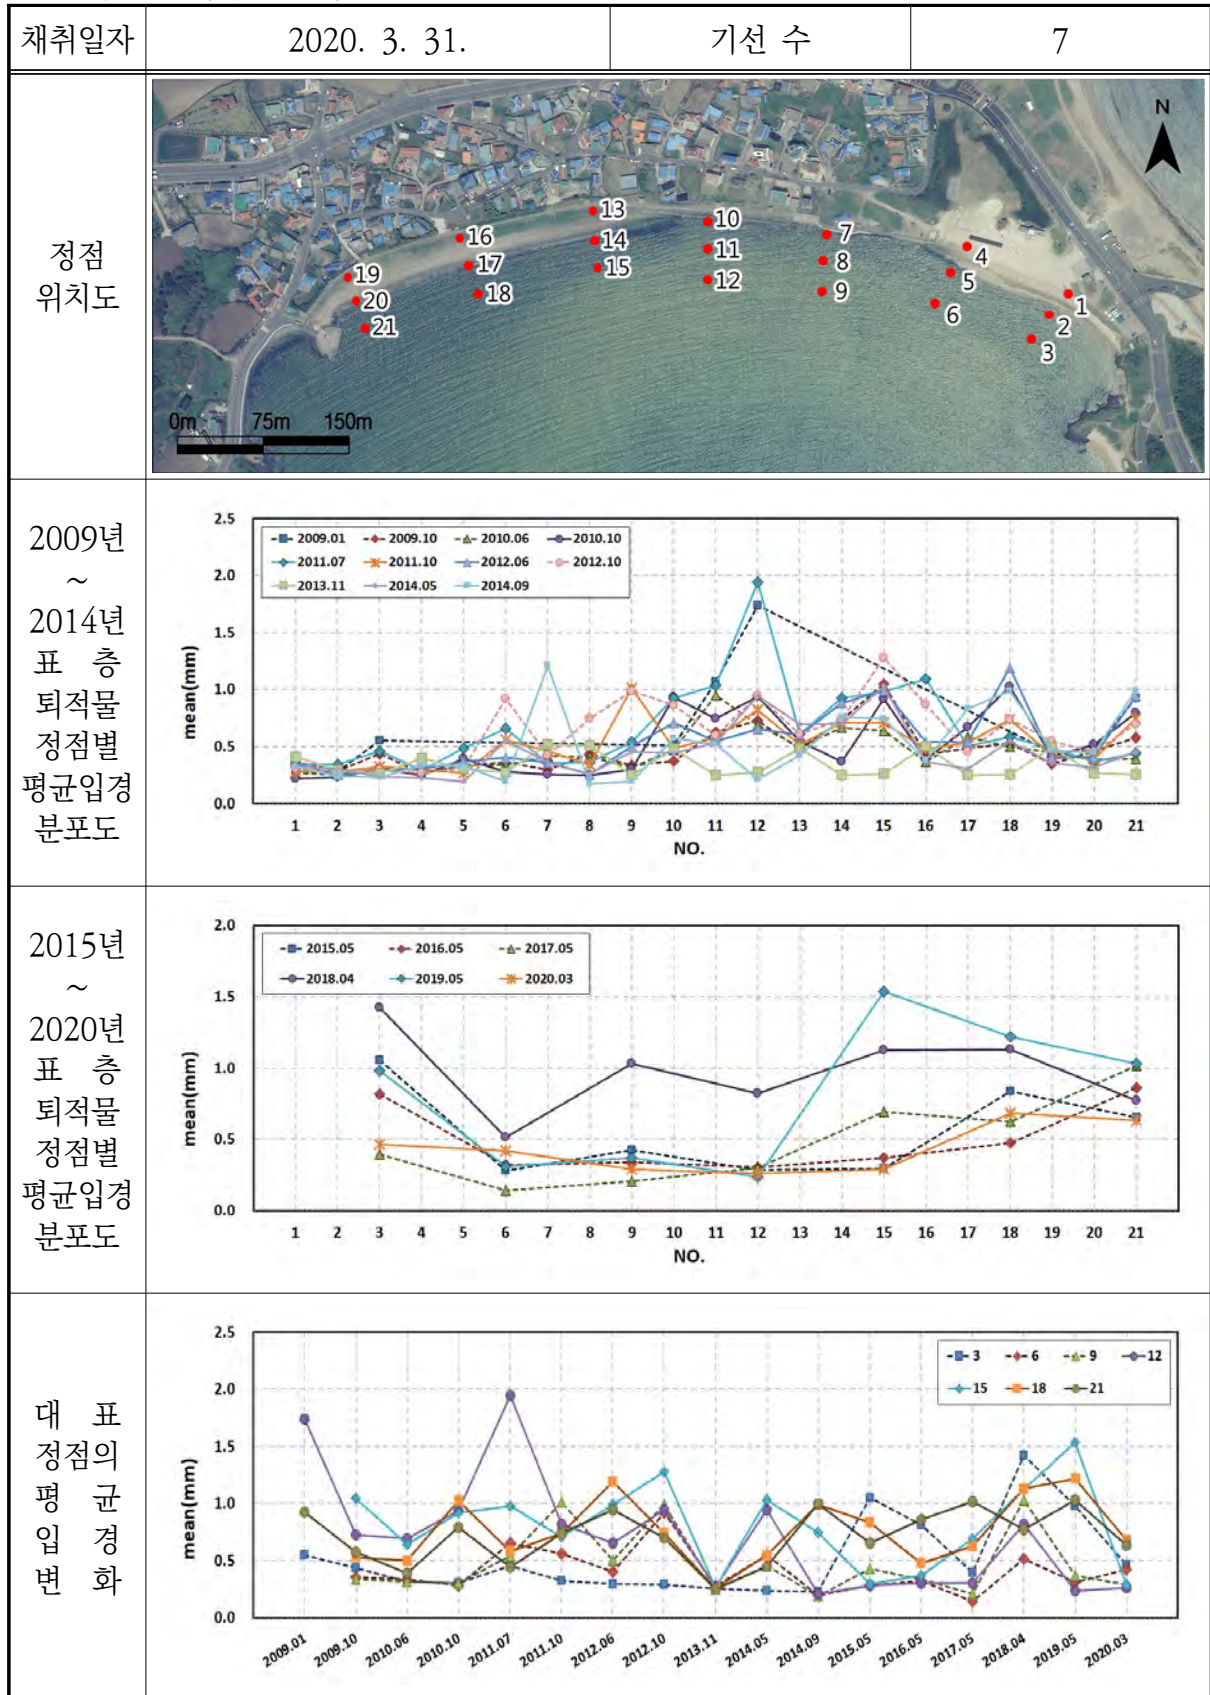 채취일자 2020. 3. 31. 기선 수 7
정점
위치도
N
13
10
16
14
7
11
4
17
15
8
19
12
5
18
9
20
6
1
2
21
3
0m 75m 150m
2009년
~
2014년
표 층
퇴적물
정점별
평균입경
분포도
mean(mm)
2.5
2.0
1.5
1.0
0.5
0.0
2009.01 2009.10 2010.06 2010.10
2011.07 2011.10 2012.06 2012.10
2013.11 2014.05 2014.09
1 2 3 4 5 6 7 8 9 10 11 12 13 14 15 16 17 18 19 20 21
NO.
2015년
~
2020년
표 층
퇴적물
정점별
평균입경
분포도
mean(mm)
2.0
1.5
1.0
0.5
0.0
2015.05 2016.05 2017.05
2018.04 2019.05 2020.03
1 2 3 4 5 6 7 8 9 10 11 12 13 14 15 16 17 18 19 20 21
NO.
대 표
정점의
평 균
입 경
변 화
mean(mm)
2.5
2.0
1.5
1.0
0.5
0.0
3 6 9 12
15 18 21
2009.01 2009.10 2010.06 2010.10 2011.07 2011.10 2012.06 2012.10 2013.11 2014.05 2014.09 2015.05 2016.05 2017.05 2018.04 2019.05 2020.03